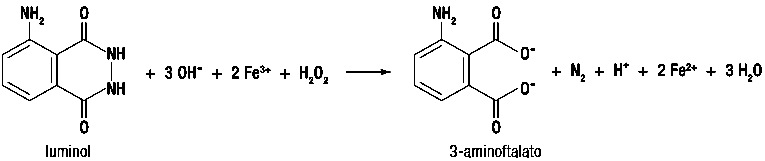 NH₂ O NH NH O + 3 OH⁻ + 2 Fe³⁺ + H₂O₂ NH₂ O O⁻ O⁻ O + N₂ + H⁺ + 2 Fe²⁺ + 3 H₂O
luminol 3-aminoftalato